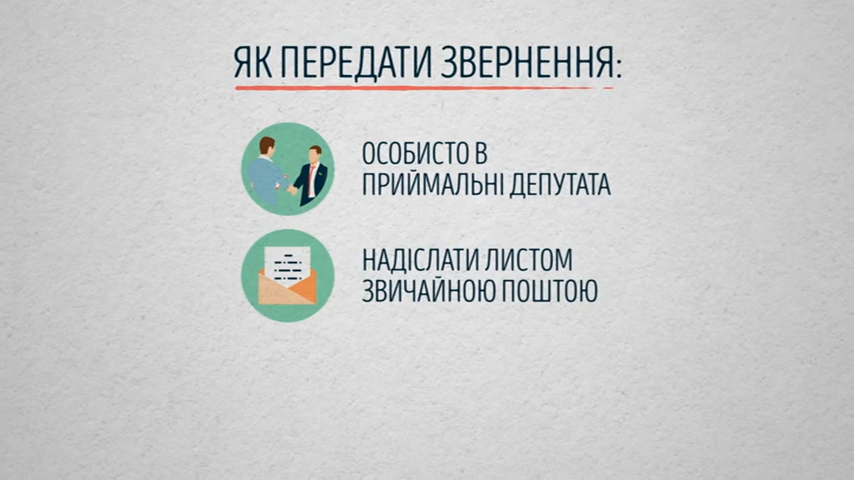 ЯК ПЕРЕДАТИ ЗВЕРНЕННЯ:
ОСОБИСТО В
ПРИЙМАЛЬНІ ДЕПУТАТА
НАДІСЛАТИ ЛИСТОМ
ЗВИЧАЙНОЮ ПОШТОЮ